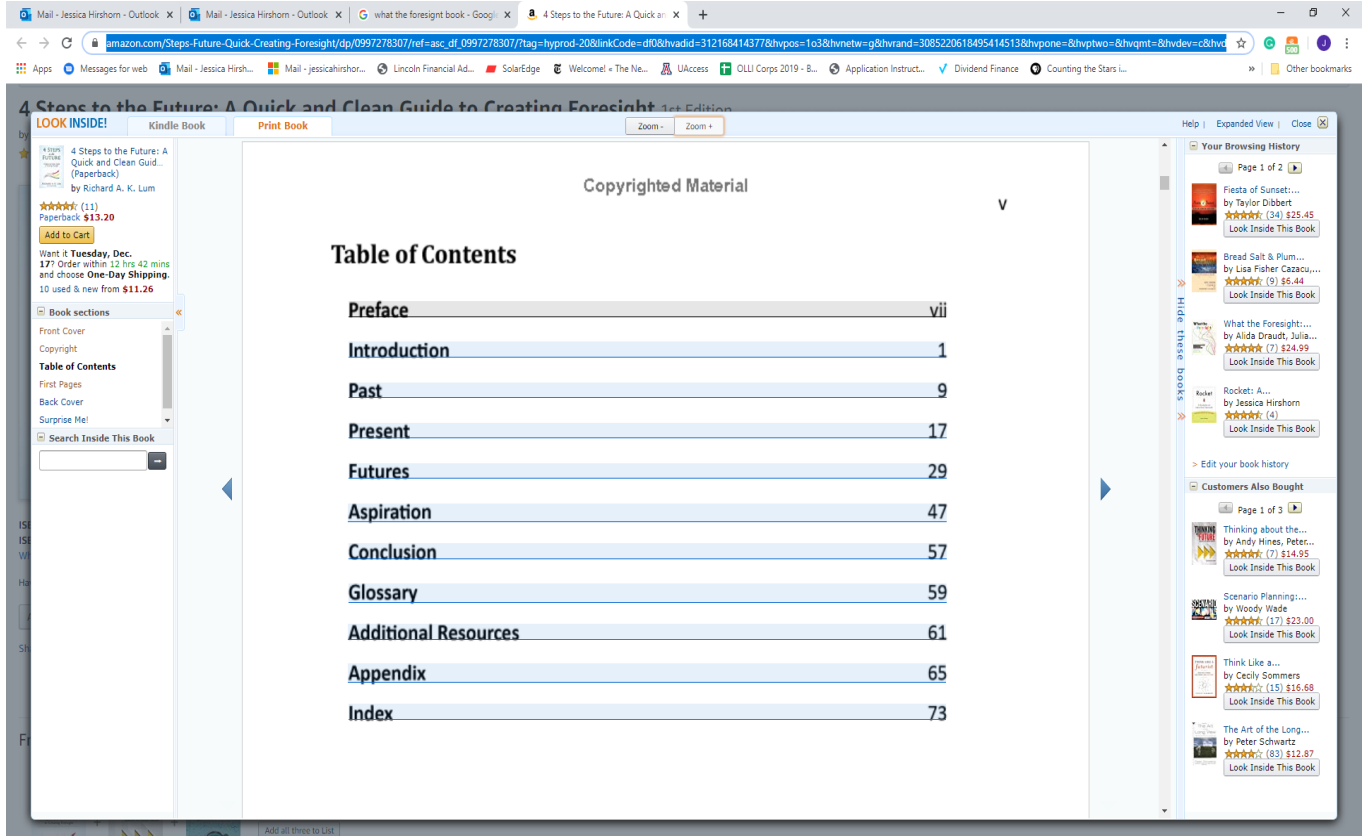 Mail - Jessica Hirshorn - Outlook
Mail - Jessica Hirshorn - Outlook
what the foresignt book - Googl
4 Steps to the Future: A Quick an
amazon.com/Steps-Future-Quick-Creating-Foresight/dp/0997278307/ref=asc_df_0997278307/?tag=hyprod-20&linkCode=df0&hvadid=312168414377&hvpos=1o3&hvnetw=g&hvrand=3085220618495414513&hvpone=&hvptwo=&hvqmt=&hvdev=c&hvd
500
J
Apps Messages for web Mail - Jessica Hirsh... Mail - jessicahirshor... Lincoln Financial Ad... SolarEdge Welcome! « The Ne... UAccess OLLI Corps 2019 - B... Application Instruct... Dividend Finance Counting the Stars i... » Other bookmarks
4 Steps to the Future: A Quick and Clean Guide to Creating Foresight 1st Edition
by
LOOK INSIDE! Kindle Book Print Book Zoom - Zoom + Help | Expanded View | Close
4 Steps to the Future: A
Quick and Clean Guid...
(Paperback)
by Richard A. K. Lum
(11)
Paperback $13.20
Add to Cart
Want it Tuesday, Dec.
17? Order within 12 hrs 42 mins
and choose One-Day Shipping.
10 used & new from $11.26
Book sections
Front Cover
Copyright
Table of Contents
First Pages
Back Cover
Surprise Me!
Search Inside This Book
Copyrighted Material
v
Table of Contents
Preface vii
Introduction 1
Past 9
Present 17
Futures 29
Aspiration 47
Conclusion 57
Glossary 59
Additional Resources 61
Appendix 65
Index 73
Hide these books
Your Browsing History
Page 1 of 2
Fiesta of Sunset:...
by Taylor Dibbert
(34) $25.45
Look Inside This Book
Bread Salt & Plum...
by Lisa Fisher Cazacu,...
(9) $6.44
Look Inside This Book
What the Foresight:...
by Alida Draudt, Julia...
(7) $24.99
Look Inside This Book
Rocket: A...
by Jessica Hirshorn
(4)
Look Inside This Book
> Edit your book history
Customers Also Bought
Page 1 of 3
Thinking about the...
by Andy Hines, Peter...
(7) $14.95
Look Inside This Book
Scenario Planning:...
by Woody Wade
(17) $23.00
Look Inside This Book
Think Like a...
by Cecily Sommers
(15) $16.68
Look Inside This Book
The Art of the Long...
by Peter Schwartz
(83) $12.87
Look Inside This Book
Add all three to List